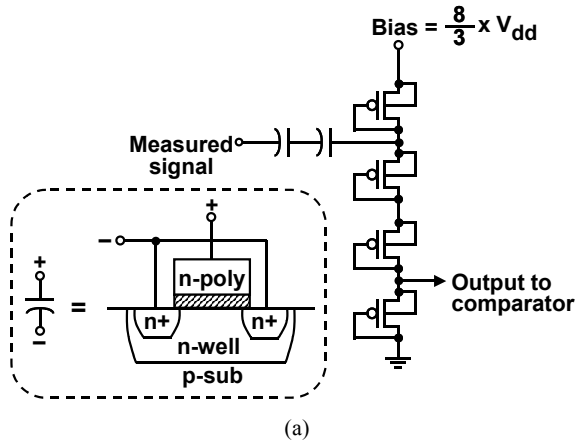 Bias = 8/3 x Vdd
Measured
signal
Output to
comparator
+
−
=
+
−
n-poly
n+
n+
n-well
p-sub
(a)